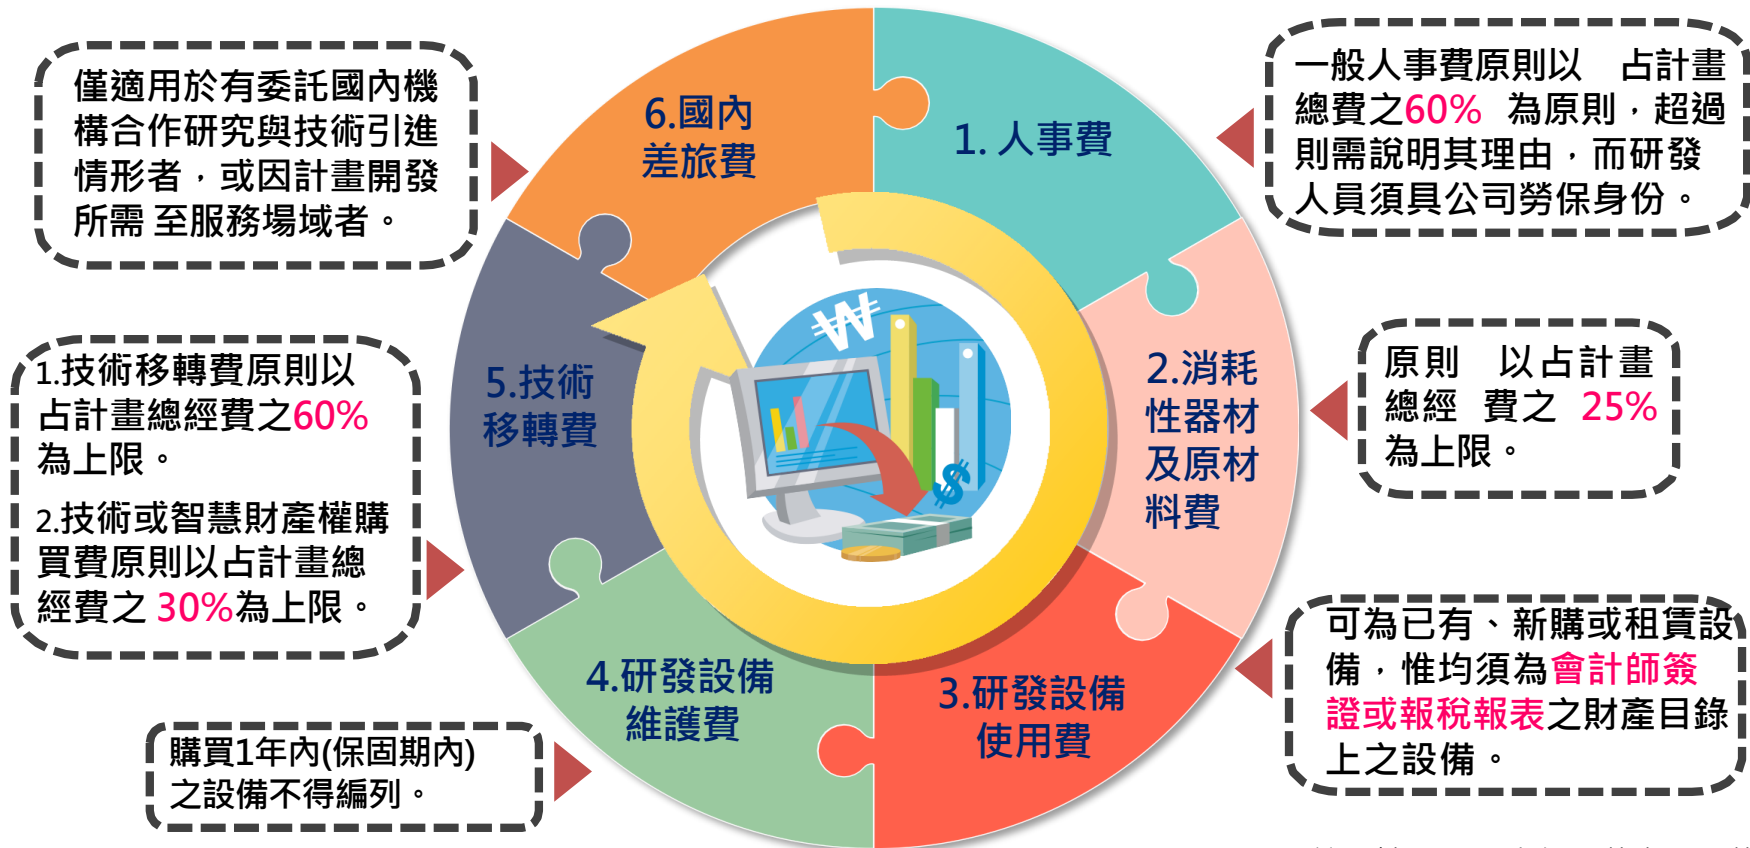 1. 人事費
一般人事費原則以 占計畫
總費之60% 為原則，超過
則需說明其理由，而研發
人員須具公司勞保身份。
2.消耗
性器材
及原材
料費
原則 以占計畫
總經 費之 25%
為上限。
3.研發設備
使用費
可為已有、新購或租賃設
備，惟均須為會計師簽
證或報稅報表之財產目錄
上之設備。
4.研發設備
維護費
購買1年內(保固期內)
之設備不得編列。
5.技術
移轉費
1.技術移轉費原則以
占計畫總經費之60%
為上限。
2.技術或智慧財產權購
買費原則以占計畫總
經費之 30%為上限。
6.國內
差旅費
僅適用於有委託國內機
構合作研究與技術引進
情形者，或因計畫開發
所需 至服務場域者。
₩
$